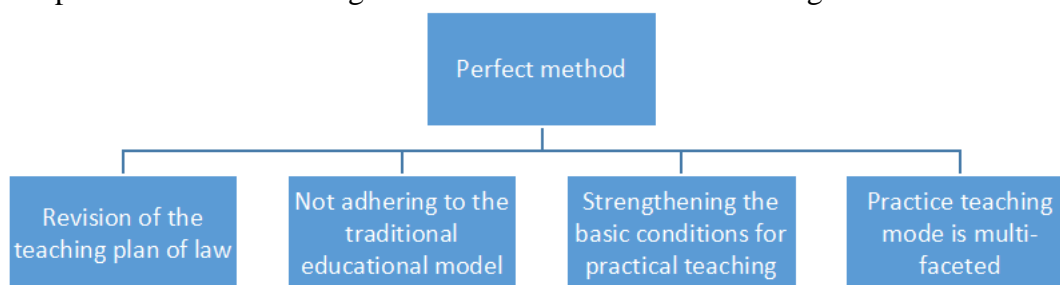 Perfect method
Revision of the
teaching plan of law
Not adhering to the
traditional
educational model
Strengthening the
basic conditions for
practical teaching
Practice teaching
mode is multi-
faceted